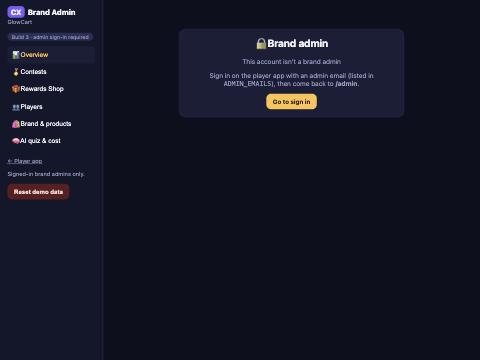 CX Brand Admin
GlowCart
Build 3 · admin sign-in required
Overview
Contests
Rewards Shop
Players
Brand & products
AI quiz & cost
← Player app
Signed-in brand admins only.
Reset demo data
Brand admin
This account isn't a brand admin
Sign in on the player app with an admin email (listed in
ADMIN_EMAILS), then come back to /admin.
Go to sign in